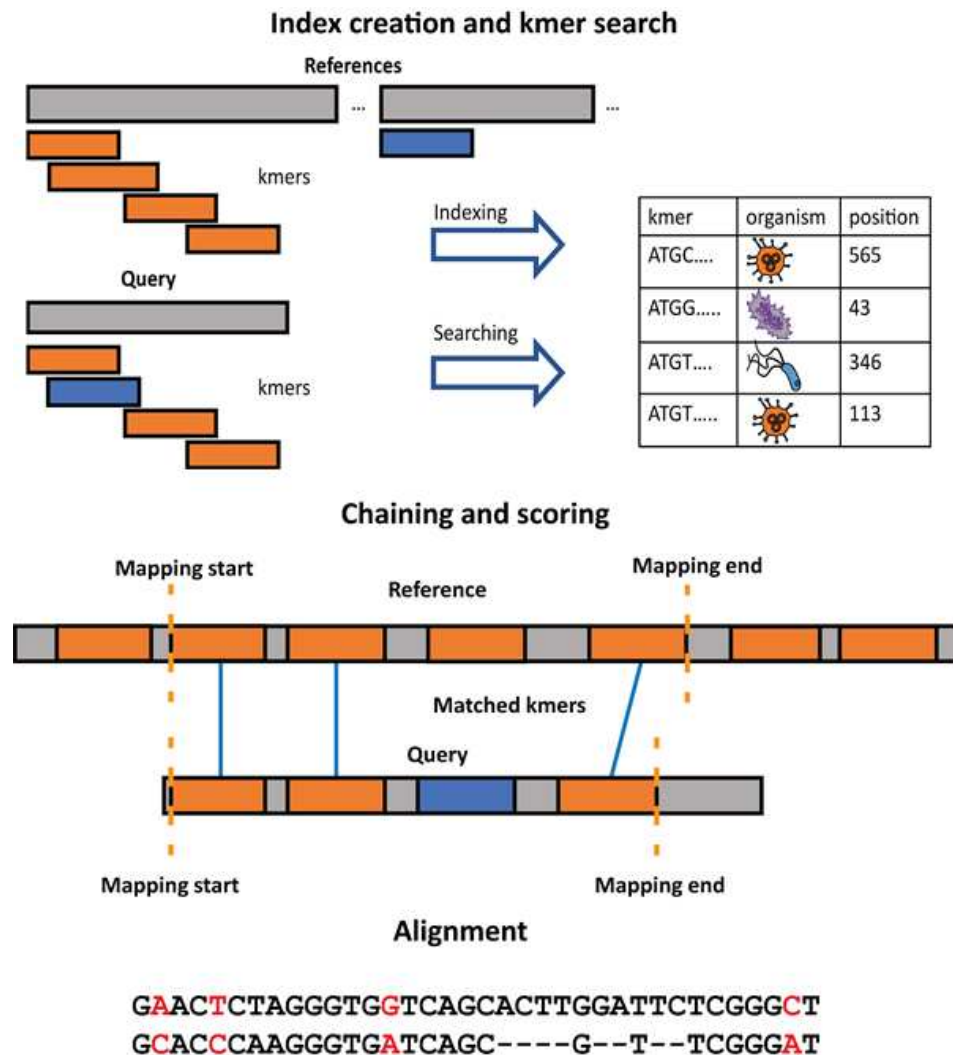 Index creation and kmer search
References
... ...
kmers
Indexing
Query
Searching
kmers
kmer organism position
ATGC.... 565
ATGG..... 43
ATGT.... 346
ATGT..... 113
Chaining and scoring
Mapping start Mapping end
Reference
Matched kmers
Query
Mapping start Mapping end
Alignment
GAACTCTAGGGTGGTCAGCACTTGGATTCTCGGGCT
GCACCCAAGGGTGATCAGC----G--T--TCGGGAT